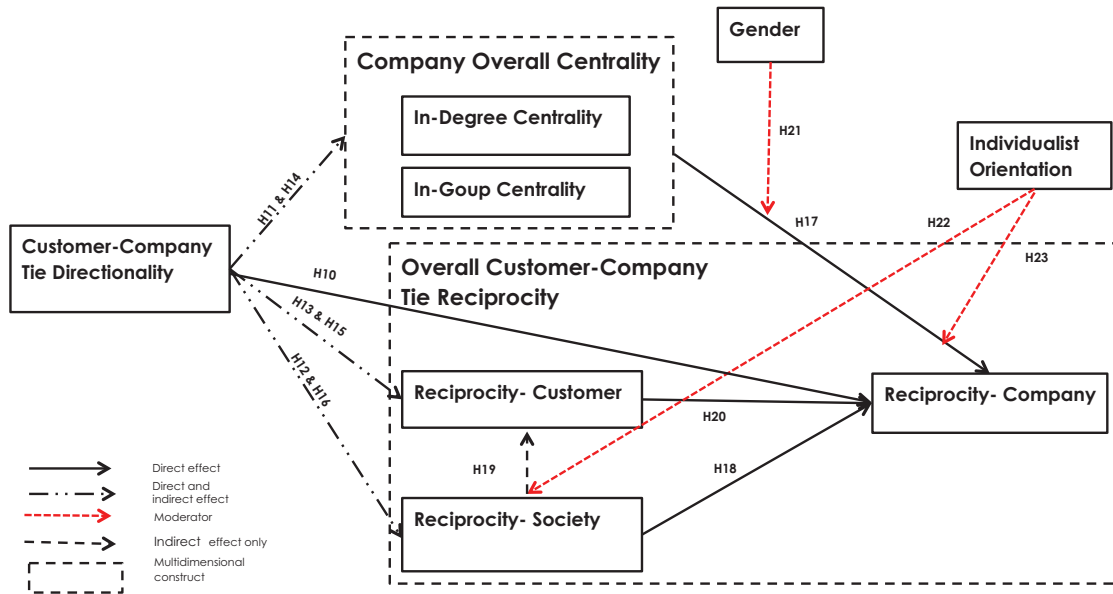 Gender
Company Overall Centrality
In-Degree Centrality
In-Goup Centrality
H21
Individualist
Orientation
H11 & H14
H17
H22
H23
Customer-Company
Tie Directionality
H10
Overall Customer-Company
Tie Reciprocity
H13 & H15
H12 & H16
Reciprocity- Customer
Reciprocity- Company
H20
H19
H18
Reciprocity- Society
Direct effect
Direct and
indirect effect
Moderator
Indirect effect only
Multidimensional
construct